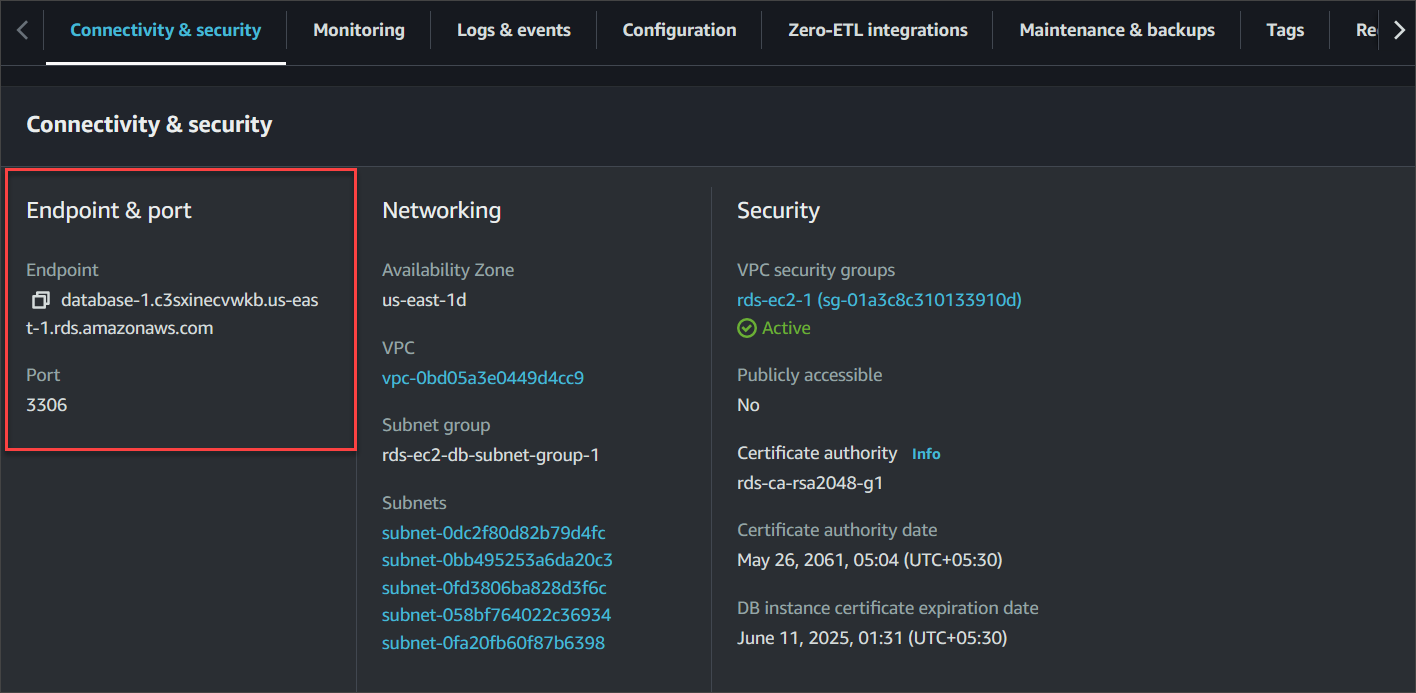 Connectivity & security
Monitoring
Logs & events
Configuration
Zero-ETL integrations
Maintenance & backups
Tags
Connectivity & security
Endpoint & port
Endpoint
database-1.c3sxinecvwkb.us-eas
t-1.rds.amazonaws.com
Port
3306
Networking
Availability Zone
us-east-1d
VPC
vpc-0bd05a3e0449d4cc9
Subnet group
rds-ec2-db-subnet-group-1
Subnets
subnet-0dc2f80d82b79d4fc
subnet-0bb495253a6da20c3
subnet-0fd3806ba828d3f6c
subnet-058bf764022c36934
subnet-0fa20fb60f87b6398
Security
VPC security groups
rds-ec2-1 (sg-01a3c8c310133910d)
Active
Publicly accessible
No
Certificate authority Info
rds-ca-rsa2048-g1
Certificate authority date
May 26, 2061, 05:04 (UTC+05:30)
DB instance certificate expiration date
June 11, 2025, 01:31 (UTC+05:30)